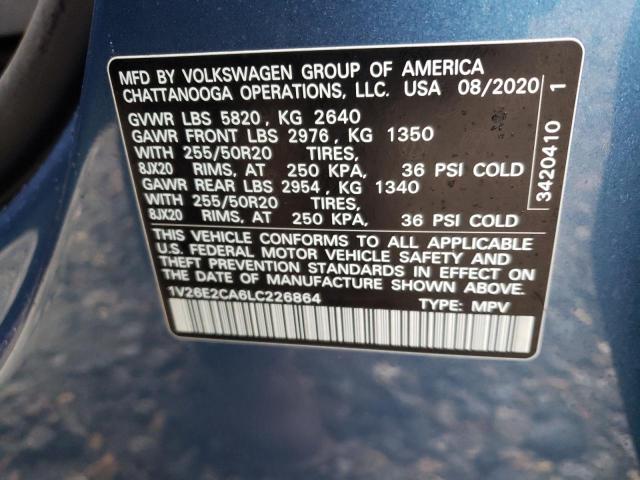 MFD BY VOLKSWAGEN GROUP OF AMERICA
CHATTANOOGA OPERATIONS, LLC. USA 08/2020
GVWR LBS 5820, KG 2640
GAWR FRONT LBS 2976, KG 1350
WITH 255/50R20 TIRES,
8JX20 RIMS, AT 250 KPA, 36 PSI COLD
GAWR REAR LBS 2954, KG 1340
WITH 255/50R20 TIRES,
8JX20 RIMS, AT 250 KPA, 36 PSI COLD
THIS VEHICLE CONFORMS TO ALL APPLICABLE
U.S. FEDERAL MOTOR VEHICLE SAFETY AND
THEFT PREVENTION STANDARDS IN EFFECT ON
THE DATE OF MANUFACTURE SHOWN ABOVE.
1V26E2CA6LC226864 TYPE: MPV
3420410 1